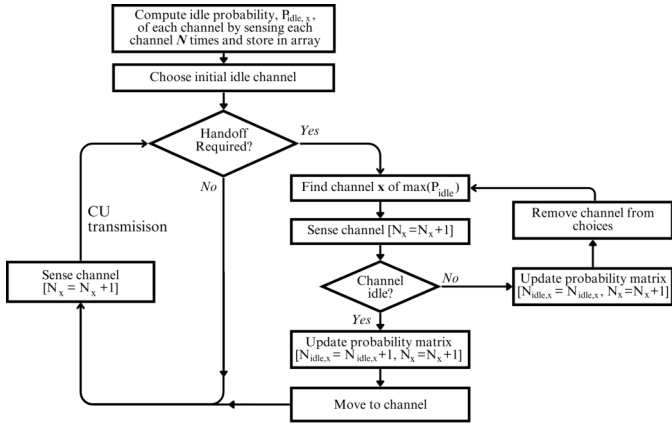 Compute idle probability, P_idle, x,
of each channel by sensing each
channel N times and store in array
Choose initial idle channel
Handoff
Required?
Yes
No
Find channel x of max(P_idle)
Sense channel [N_x=N_x+1]
Channel
idle?
No
Yes
Update probability matrix
[N_idle,x = N_idle,x, N_x=N_x+1]
Remove channel from
choices
Update probability matrix
[N_idle,x = N_idle,x+1, N_x=N_x+1]
Move to channel
CU
transmisison
Sense channel
[N_x = N_x +1]